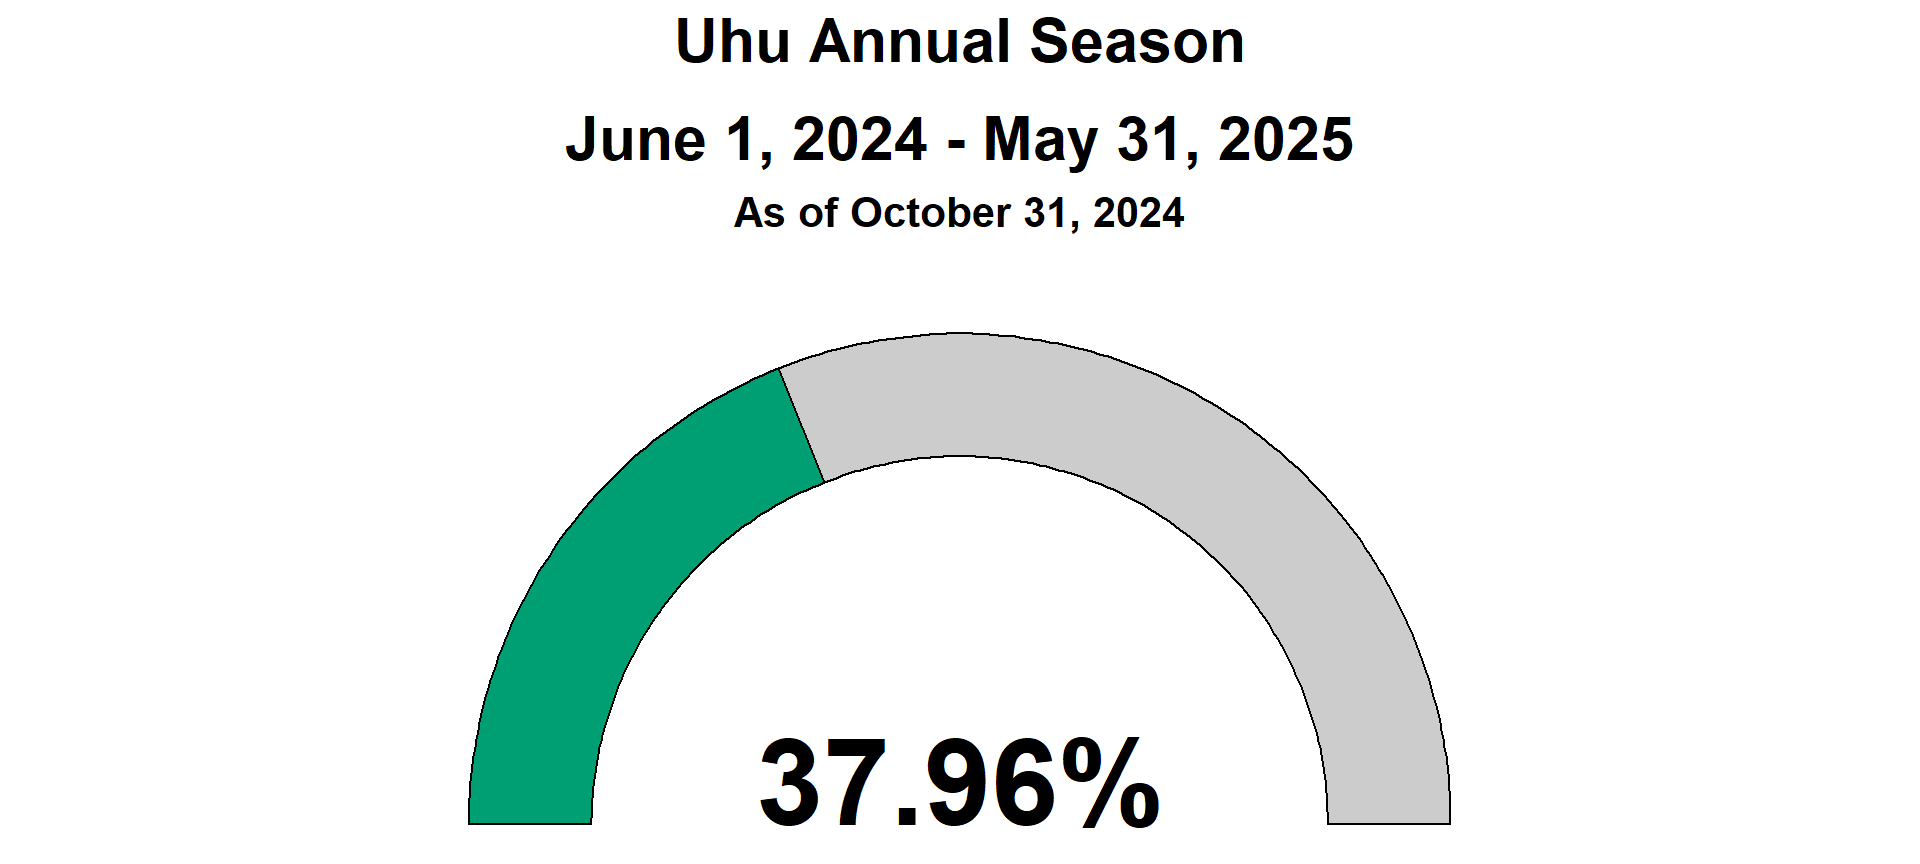 Uhu Annual Season
June 1, 2024 - May 31, 2025
As of October 31, 2024
37.96%